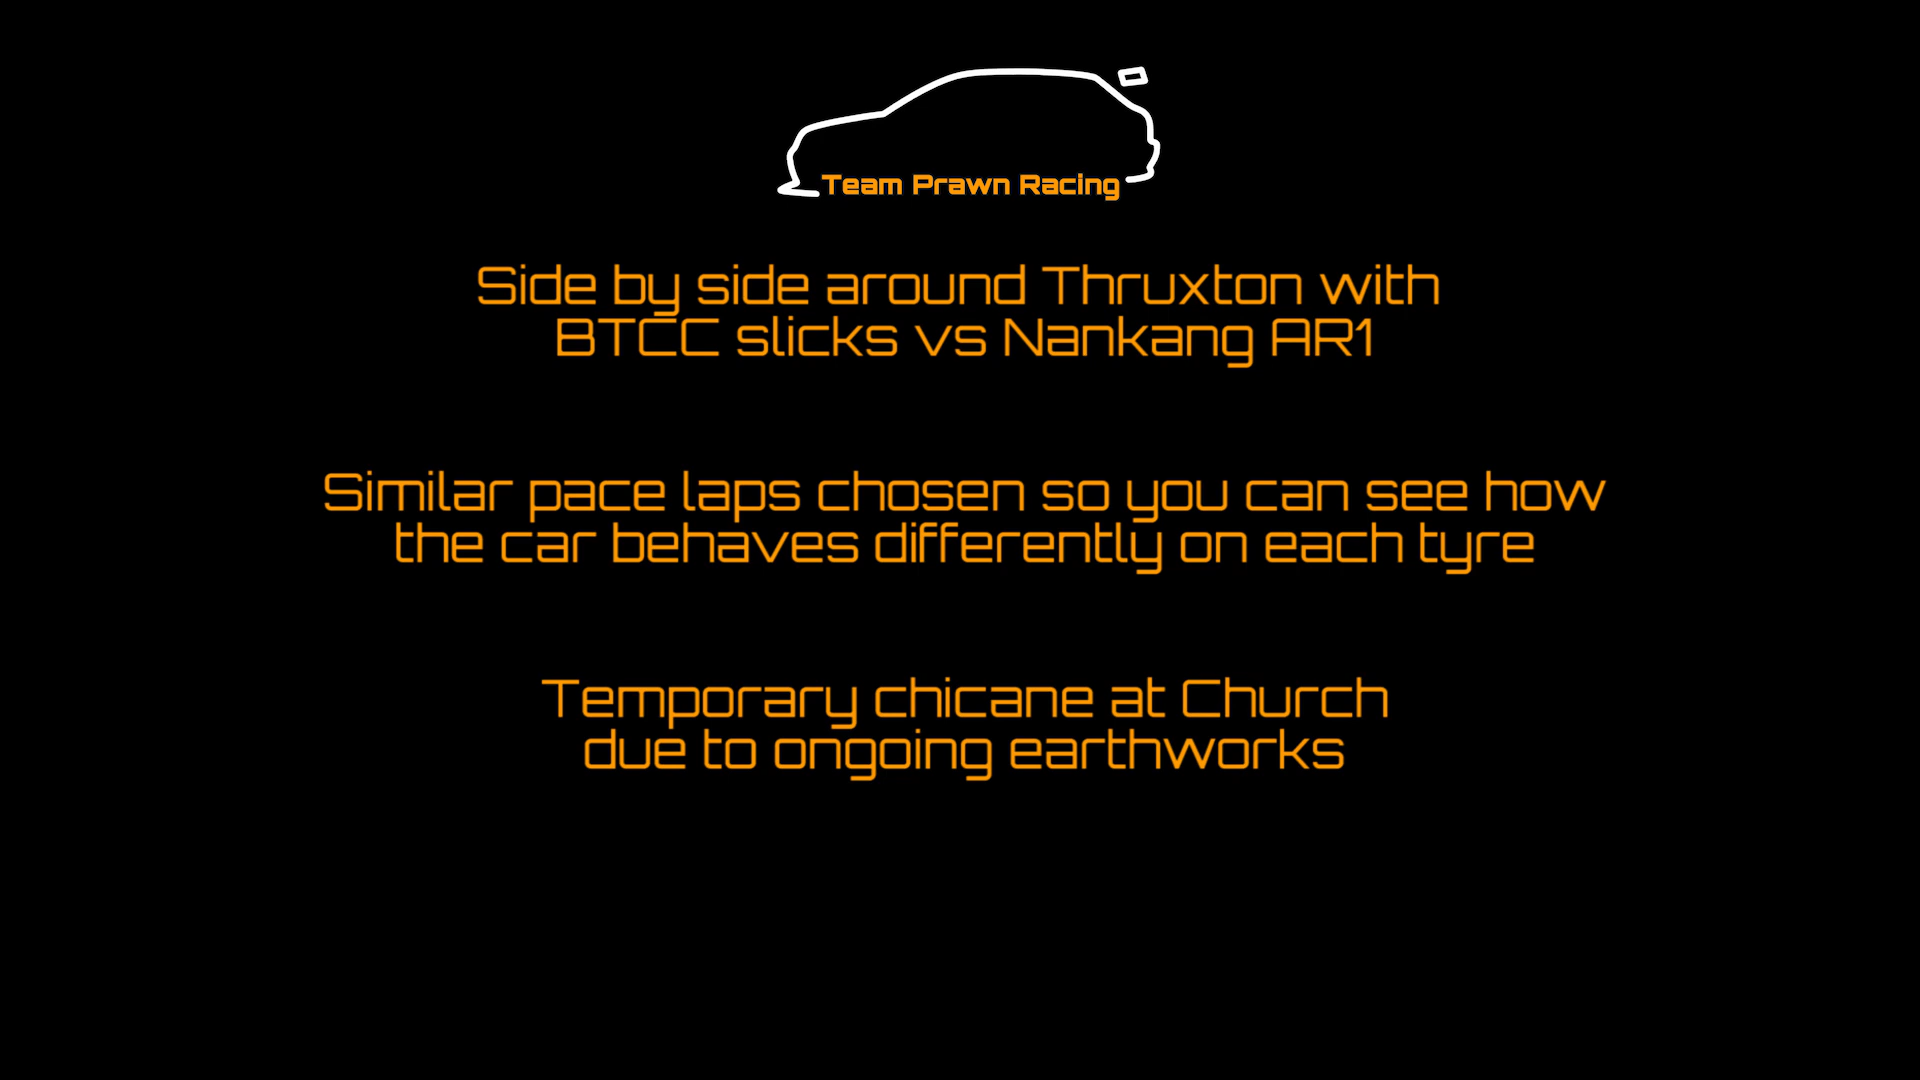 Team Prawn Racing
Side by side around Thruxton with
BTCC slicks vs Nankang AR1
Similar pace laps chosen so you can see how
the car behaves differently on each tyre
Temporary chicane at Church
due to ongoing earthworks